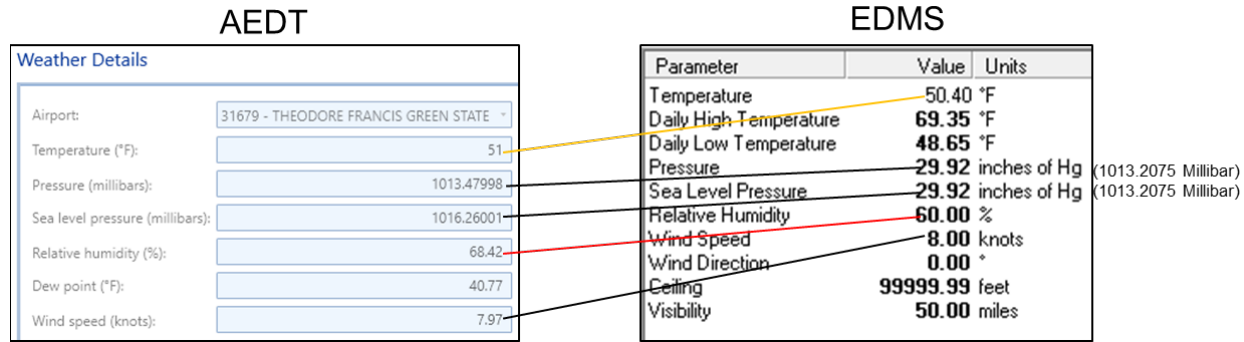 AEDT
EDMS
Weather Details
Airport: 31679 - THEODORE FRANCIS GREEN STATE
Temperature (°F): 51
Pressure (millibars): 1013.47998
Sea level pressure (millibars): 1016.26001
Relative humidity (%): 68.42
Dew point (°F): 40.77
Wind speed (knots): 7.97
Parameter Value Units
Temperature 50.40 °F
Daily High Temperature 69.35 °F
Daily Low Temperature 48.65 °F
Pressure 29.92 inches of Hg (1013.2075 Millibar)
Sea Level Pressure 29.92 inches of Hg (1013.2075 Millibar)
Relative Humidity 60.00 %
Wind Speed 8.00 knots
Wind Direction 0.00 °
Ceiling 99999.99 feet
Visibility 50.00 miles